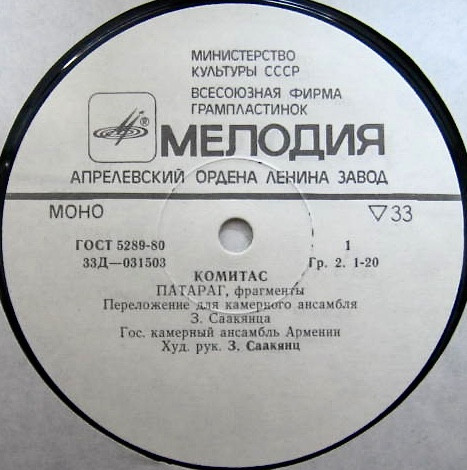 МИНИСТЕРСТВО
КУЛЬТУРЫ СССР
ВСЕСОЮЗНАЯ ФИРМА
ГРАМПЛАСТИНОК
®
МЕЛОДИЯ
АПРЕЛЕВСКИЙ ОРДЕНА ЛЕНИНА ЗАВОД
МОНО ▽33
ГОСТ 5289-80 1
33Д—031503 Гр. 2. 1-20
КОМИТАС
ПАТАРАГ, фрагменты
Переложение для камерного ансамбля
З. Саакянца
Гос. камерный ансамбль Армении
Худ. рук. З. Саакянц